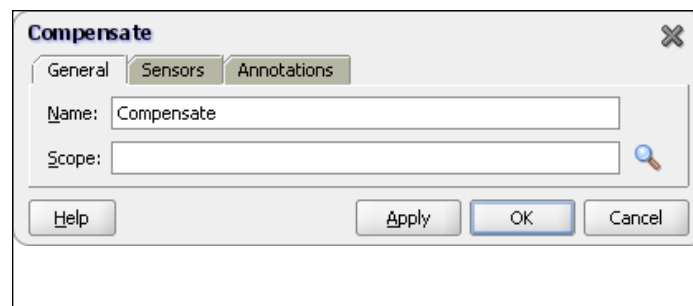 Compensate
General Sensors Annotations
Name: Compensate
Scope:
Help Apply OK Cancel